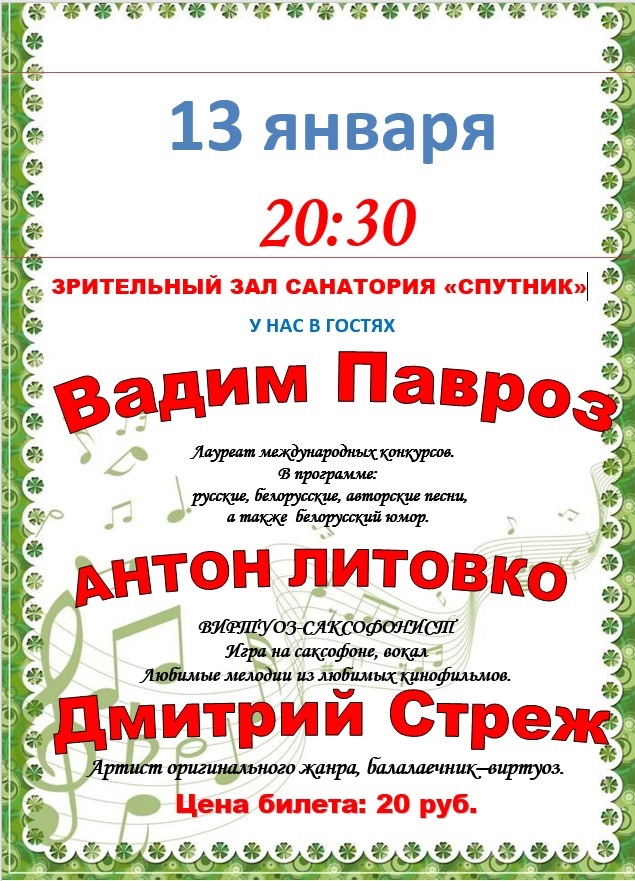 13 января
20:30
ЗРИТЕЛЬНЫЙ ЗАЛ САНАТОРИЯ «СПУТНИК»
У НАС В ГОСТЯХ
Вадим Павроз
Лауреат международных конкурсов.
В программе:
русские, белорусские, авторские песни,
а также белорусский юмор.
АНТОН ЛИТОВКО
ВИРТУОЗ-САКСОФОНИСТ
Игра на саксофоне, вокал
Любимые мелодии из любимых кинофильмов.
Дмитрий Стреж
Артист оригинального жанра, балалаечник–виртуоз.
Цена билета: 20 руб.